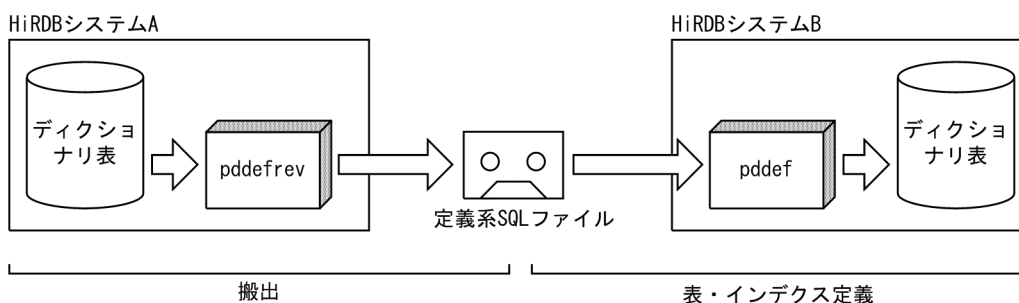 HiRDBシステムA
HiRDBシステムB
ディクショ
ナリ表
pddefrev
定義系SQLファイル
pddef
ディクショ
ナリ表
搬出
表・インデクス定義